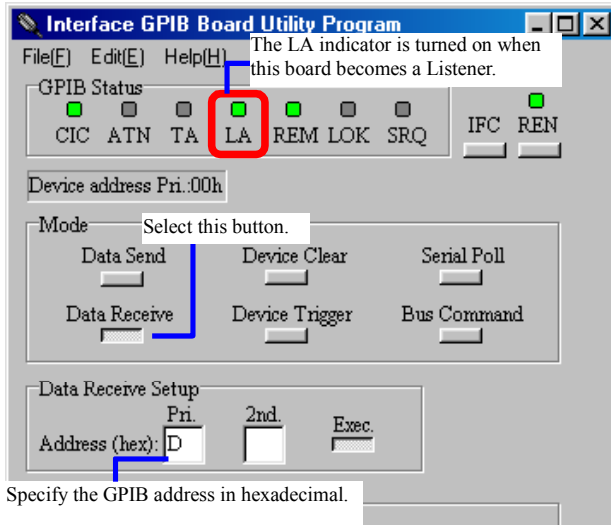 Interface GPIB Board Utility Program
File(F) Edit(E) Help(H)
The LA indicator is turned on when
this board becomes a Listener.
GPIB Status
CIC ATN TA LA REM LOK SRQ
IFC REN
Device address Pri.:00h
Mode
Select this button.
Data Send Device Clear Serial Poll
Data Receive Device Trigger Bus Command
Data Receive Setup
Pri. 2nd. Exec.
Address (hex): D
Specify the GPIB address in hexadecimal.